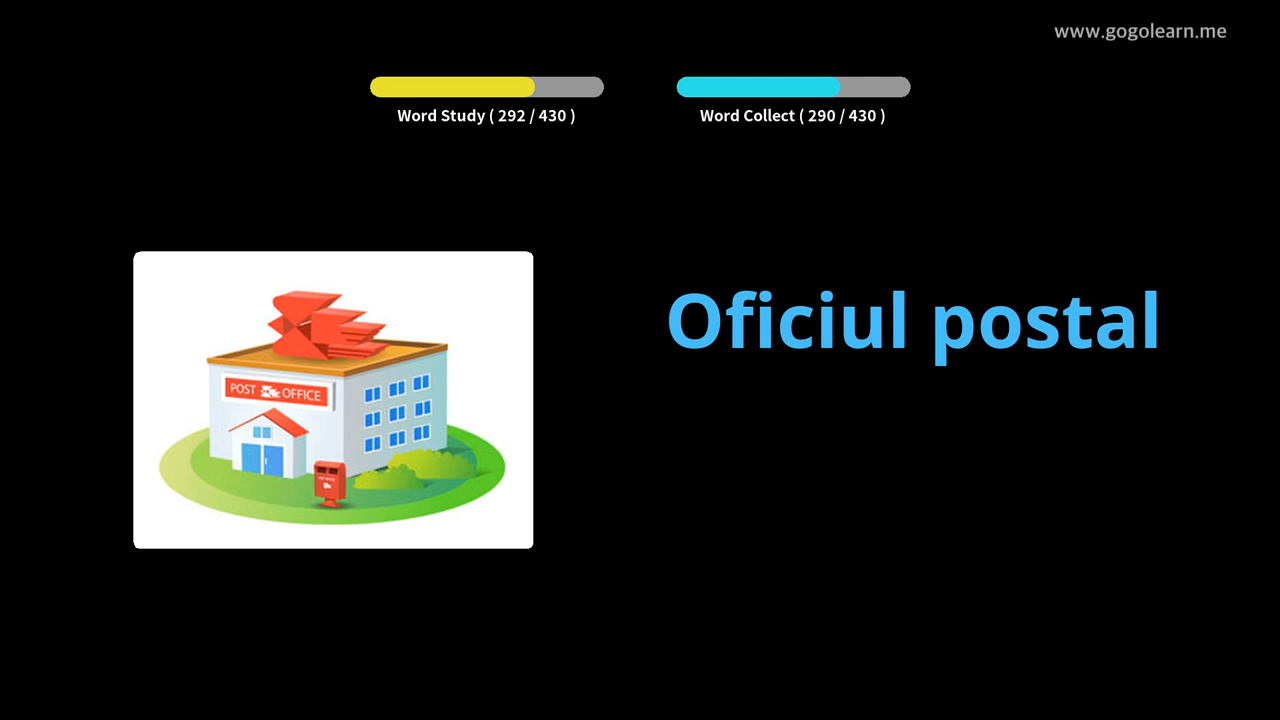 www.gogolearn.me
Word Study ( 292 / 430 )
Word Collect ( 290 / 430 )
Oficiul postal
POST OFFICE